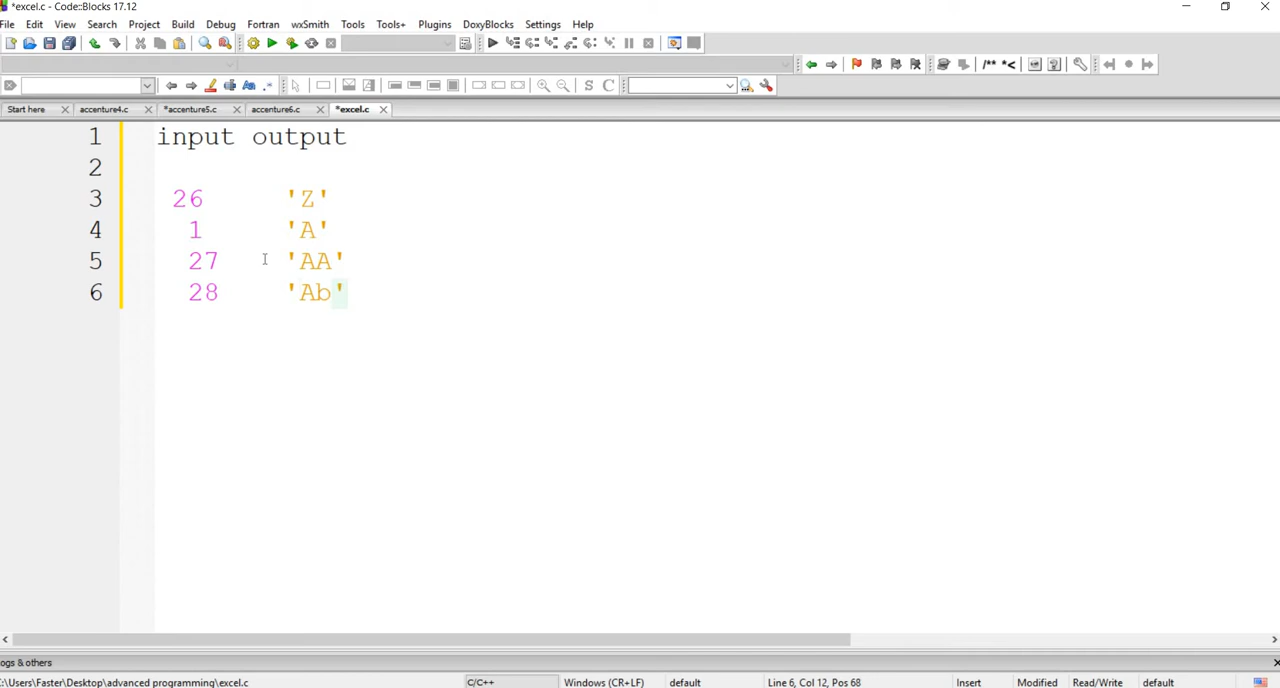 *excel.c - Code::Blocks 17.12
File Edit View Search Project Build Debug Fortran wxSmith Tools Tools+ Plugins DoxyBlocks Settings Help
/** *<
S C
Start here accenture4.c *accenture5.c accenture6.c *excel.c
1 input output
2
3 26 'Z'
4 1 'A'
5 27 'AA'
6 28 'Ab'
ogs & others
:\Users\Faster\Desktop\advanced programming\excel.c C/C++ Windows (CR+LF) default Line 6, Col 12, Pos 68 Insert Modified Read/Write default